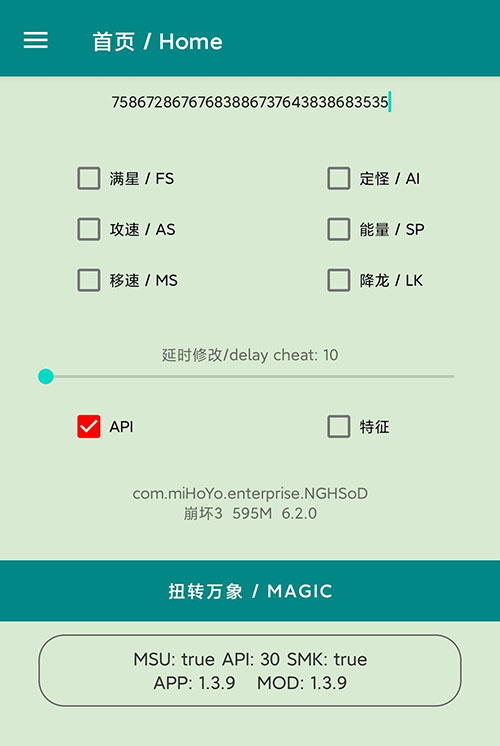 首页 / Home
7586728676768388673764383868​3535
满星 / FS
定怪 / AI
攻速 / AS
能量 / SP
移速 / MS
降龙 / LK
延时修改/delay cheat: 10
API
特征
com.miHoYo.enterprise.NGHSoD
崩坏3 595M 6.2.0
扭转万象 / MAGIC
MSU: true API: 30 SMK: true
APP: 1.3.9 MOD: 1.3.9